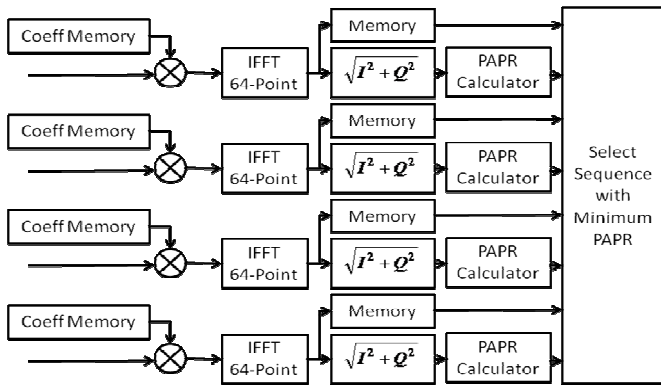 Coeff Memory
IFFT
64-Point
Memory
√I² + Q²
PAPR
Calculator
Coeff Memory
IFFT
64-Point
Memory
√I² + Q²
PAPR
Calculator
Coeff Memory
IFFT
64-Point
Memory
√I² + Q²
PAPR
Calculator
Coeff Memory
IFFT
64-Point
Memory
√I² + Q²
PAPR
Calculator
Select
Sequence
with
Minimum
PAPR